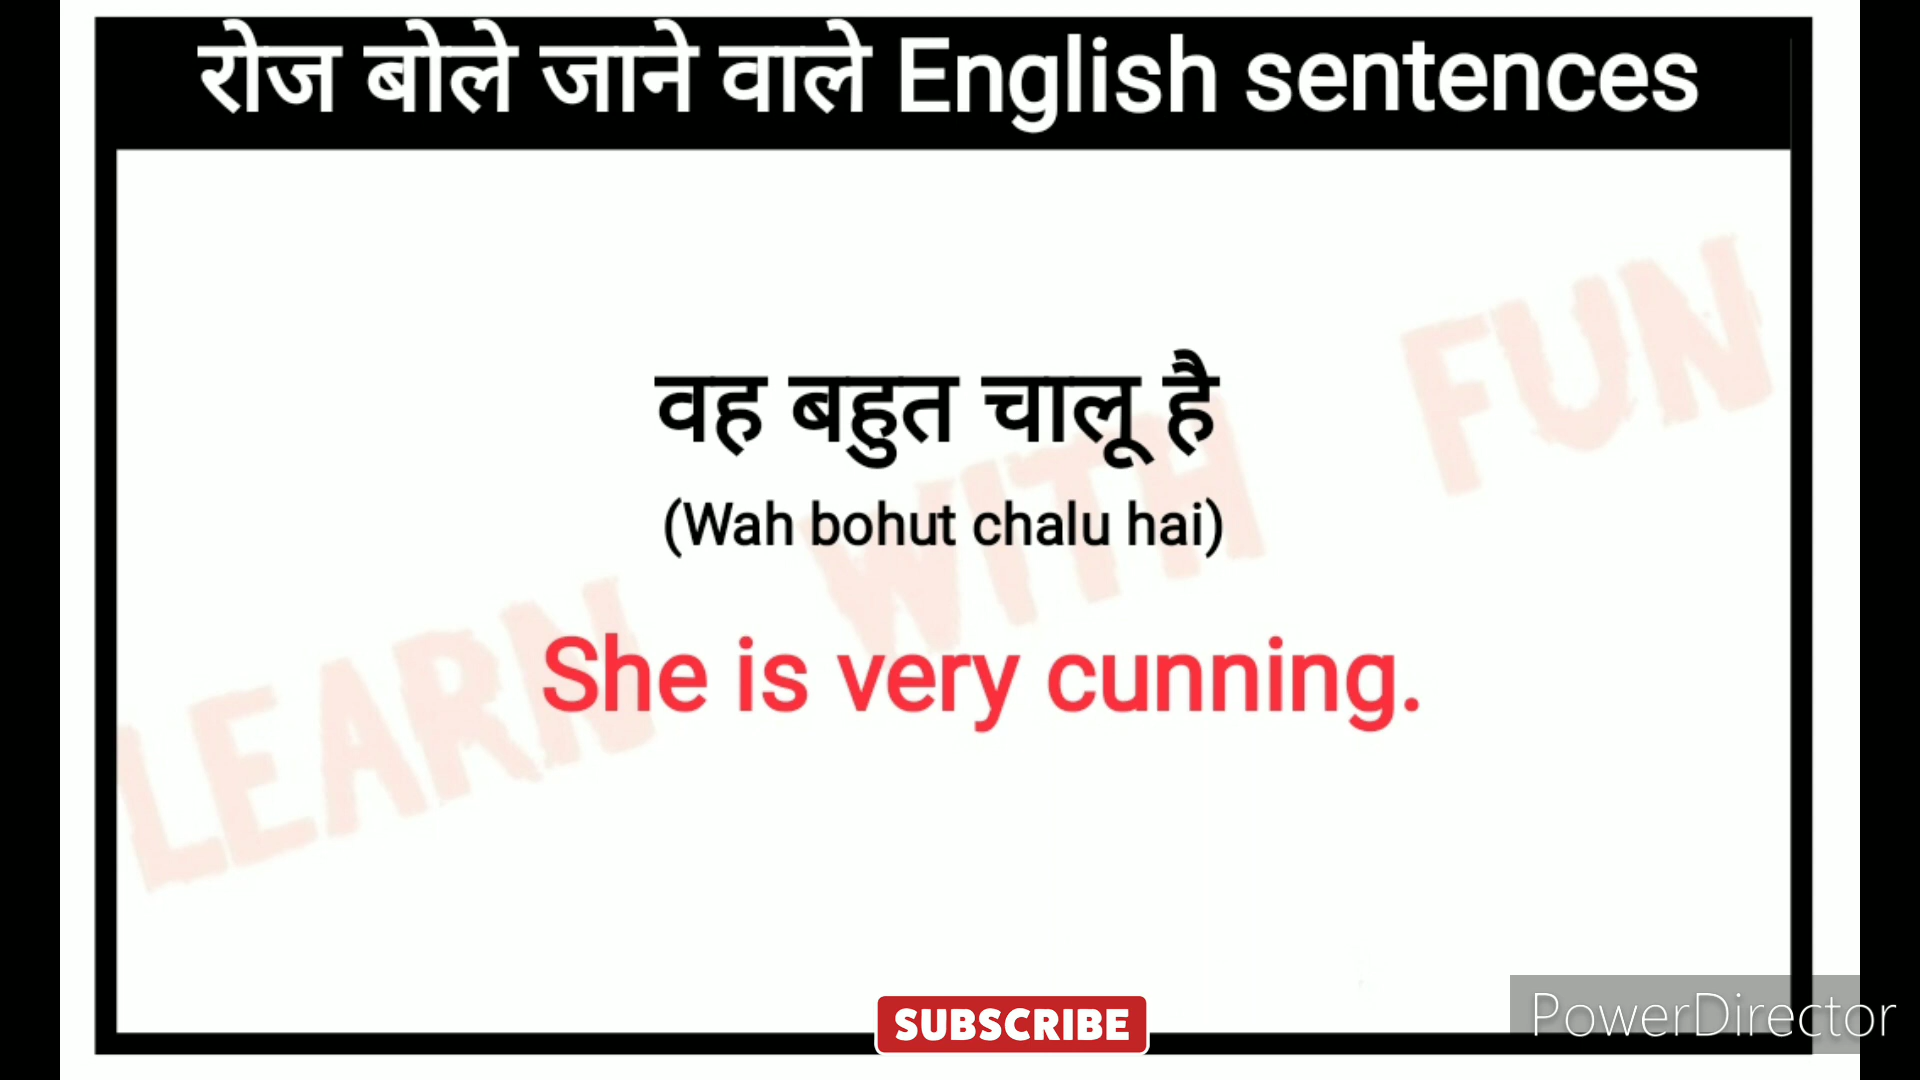 रोज बोले जाने वाले English sentences
वह बहुत चालू है
(Wah bohut chalu hai)
She is very cunning.
LEARN WITH FUN
SUBSCRIBE
PowerDirector